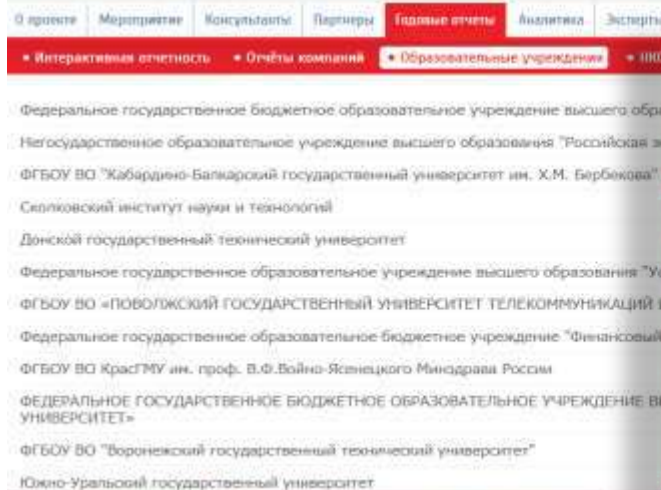 О проекте Мероприятие Консультанты Партнеры Годовые отчеты Аналитика Эксперты
• Интерактивная отчетность • Отчёты компаний • Образовательные учреждения • НКО
Федеральное государственное бюджетное образовательное учреждение высшего обра
Негосударственное образовательное учреждение высшего образования "Российская э
ФГБОУ ВО "Кабардино-Балкарский государственный университет им. Х.М. Бербекова"
Сколковский институт науки и технологий
Донской государственный технический университет
Федеральное государственное образовательное учреждение высшего образования "Ус
ФГБОУ ВО «ПОВОЛЖСКИЙ ГОСУДАРСТВЕННЫЙ УНИВЕРСИТЕТ ТЕЛЕКОММУНИКАЦИЙ И
Федеральное государственное образовательное бюджетное учреждение "Финансовый
ФГБОУ ВО КрасГМУ им. проф. В.Ф.Войно-Ясенецкого Минздрава России
ФЕДЕРАЛЬНОЕ ГОСУДАРСТВЕННОЕ БЮДЖЕТНОЕ ОБРАЗОВАТЕЛЬНОЕ УЧРЕЖДЕНИЕ В
УНИВЕРСИТЕТ»
ФГБОУ ВО "Воронежский государственный технический университет"
Южно-Уральский государственный университет